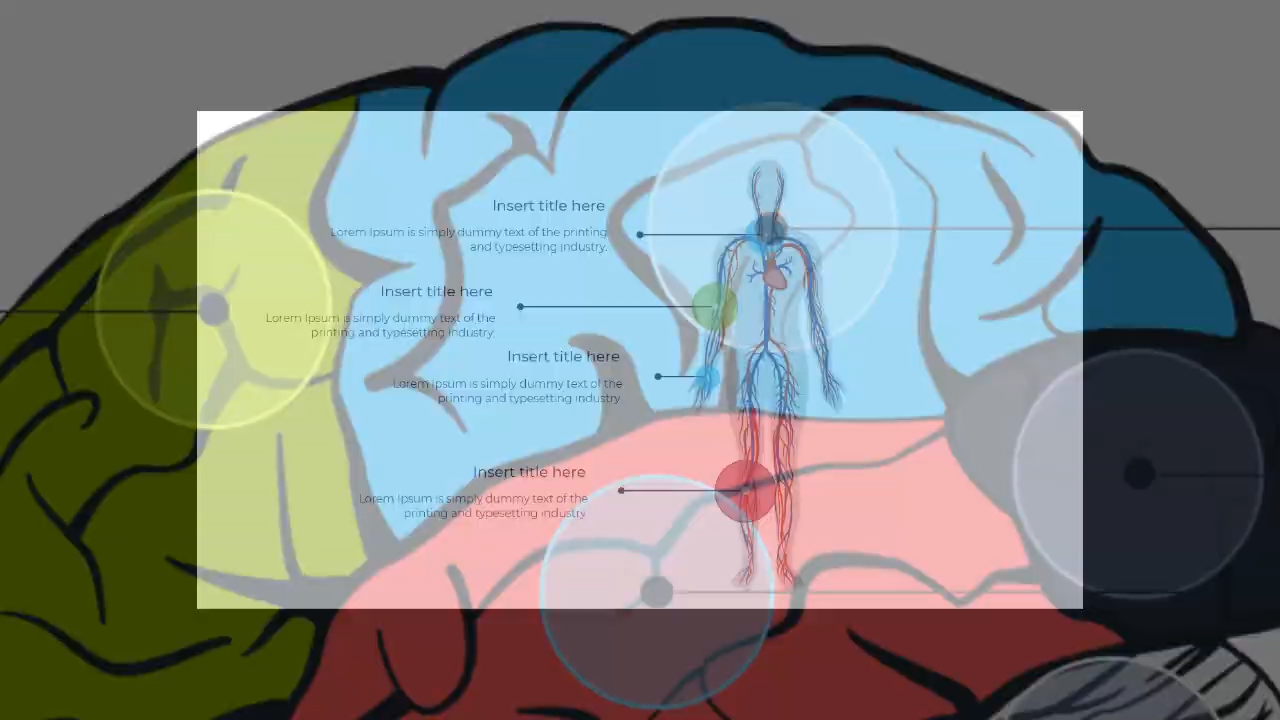 Insert title here
Lorem Ipsum is simply dummy text of the printing
and typesetting industry.
Insert title here
Lorem Ipsum is simply dummy text of the
printing and typesetting industry.
Insert title here
Lorem Ipsum is simply dummy text of the
printing and typesetting industry
Insert title here
Lorem Ipsum is simply dummy text of the
printing and typesetting industry